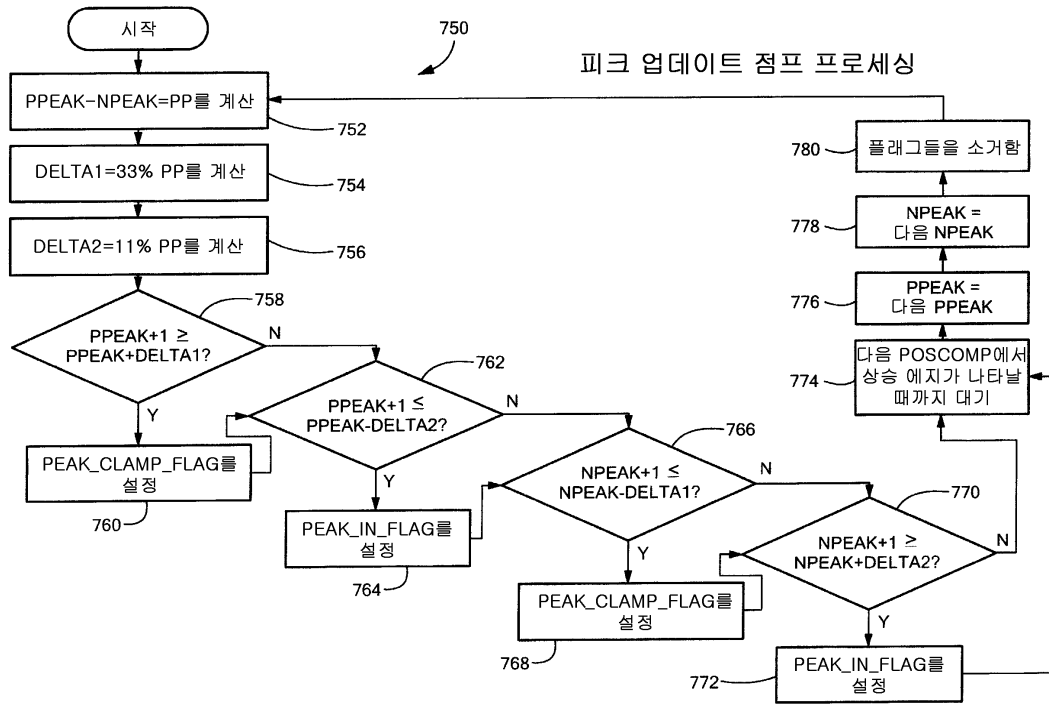 시작
750
피크 업데이트 점프 프로세싱
PPEAK-NPEAK=PP를 계산
752
DELTA1=33% PP를 계산
754
DELTA2=11% PP를 계산
756
PPEAK+1 ≥
PPEAK+DELTA1?
758
N
Y
PEAK_CLAMP_FLAG를
설정
760
PPEAK+1 ≤
PPEAK-DELTA2?
762
N
Y
PEAK_IN_FLAG를
설정
764
NPEAK+1 ≤
NPEAK-DELTA1?
766
N
Y
PEAK_CLAMP_FLAG를
설정
768
NPEAK+1 ≥
NPEAK+DELTA2?
770
N
Y
PEAK_IN_FLAG를
설정
772
다음 POSCOMP에서
상승 에지가 나타날
때까지 대기
774
PPEAK =
다음 PPEAK
776
NPEAK =
다음 NPEAK
778
플래그들을 소거함
780